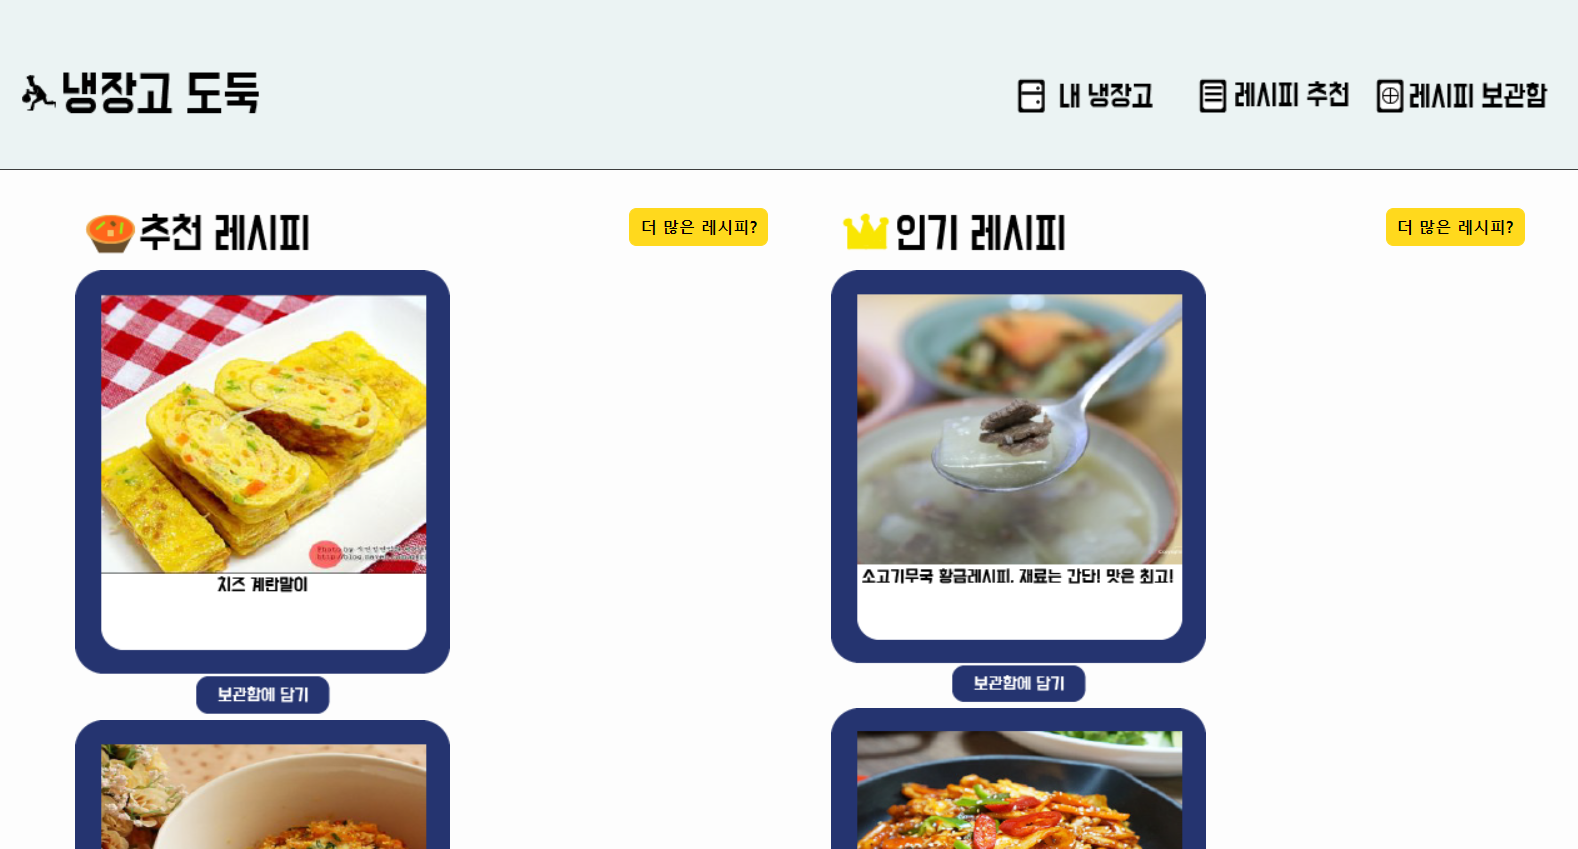 냉장고 도둑
내 냉장고
레시피 추천
레시피 보관함
추천 레시피
더 많은 레시피?
인기 레시피
더 많은 레시피?
치즈 계란말이
보관함에 담기
소고기무국 황금레시피. 재료는 간단! 맛은 최고!
보관함에 담기